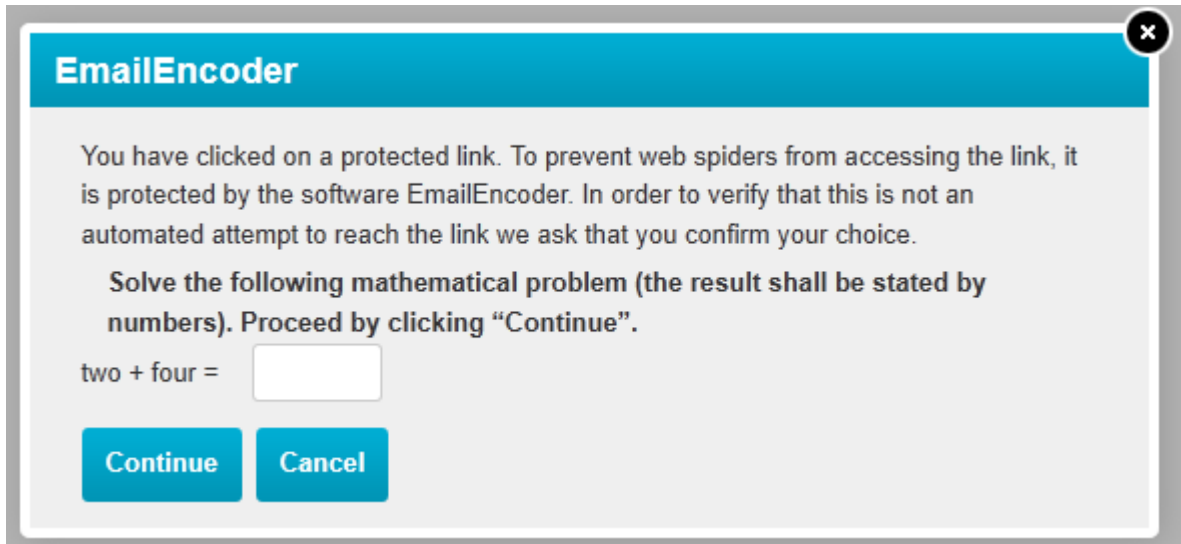 EmailEncoder
You have clicked on a protected link. To prevent web spiders from accessing the link, it
is protected by the software EmailEncoder. In order to verify that this is not an
automated attempt to reach the link we ask that you confirm your choice.
Solve the following mathematical problem (the result shall be stated by
numbers). Proceed by clicking “Continue”.
two + four =
Continue Cancel